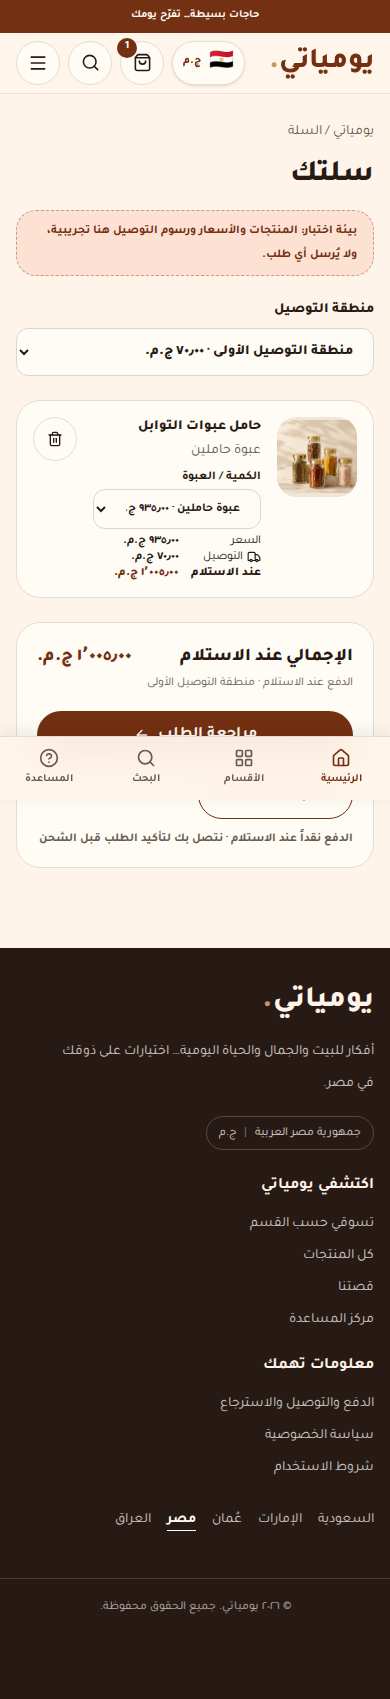 حاجات بسيطة… تفرّح يومك
يومياتي.
ج.م
1
يومياتي / السلة
سلتك
بيئة اختبار: المنتجات والأسعار ورسوم التوصيل هنا تجريبية،
ولا يُرسل أي طلب.
منطقة التوصيل
منطقة التوصيل الأولى · ٧٠٫٠٠ ج.م.
حامل عبوات التوابل
عبوة حاملين
الكمية / العبوة
عبوة حاملين · ٩٣٥٫٠٠ ج.
السعر ٩٣٥٫٠٠ ج.م.
التوصيل ٧٠٫٠٠ ج.م.
عند الاستلام ١٬٠٠٥٫٠٠ ج.م.
الإجمالي عند الاستلام ١٬٠٠٥٫٠٠ ج.م.
الدفع عند الاستلام · منطقة التوصيل الأولى
مراجعة الطلب ←
الرئيسية
الأقسام
البحث
المساعدة
الدفع نقداً عند الاستلام · نتصل بك لتأكيد الطلب قبل الشحن
يومياتي.
أفكار للبيت والجمال والحياة اليومية… اختيارات على ذوقك
في مصر.
جمهورية مصر العربية | ج.م
اكتشفي يومياتي
تسوقي حسب القسم
كل المنتجات
قصتنا
مركز المساعدة
معلومات تهمك
الدفع والتوصيل والاسترجاع
سياسة الخصوصية
شروط الاستخدام
السعودية الإمارات عُمان مصر العراق
© ٢٠٢٦ يومياتي. جميع الحقوق محفوظة.